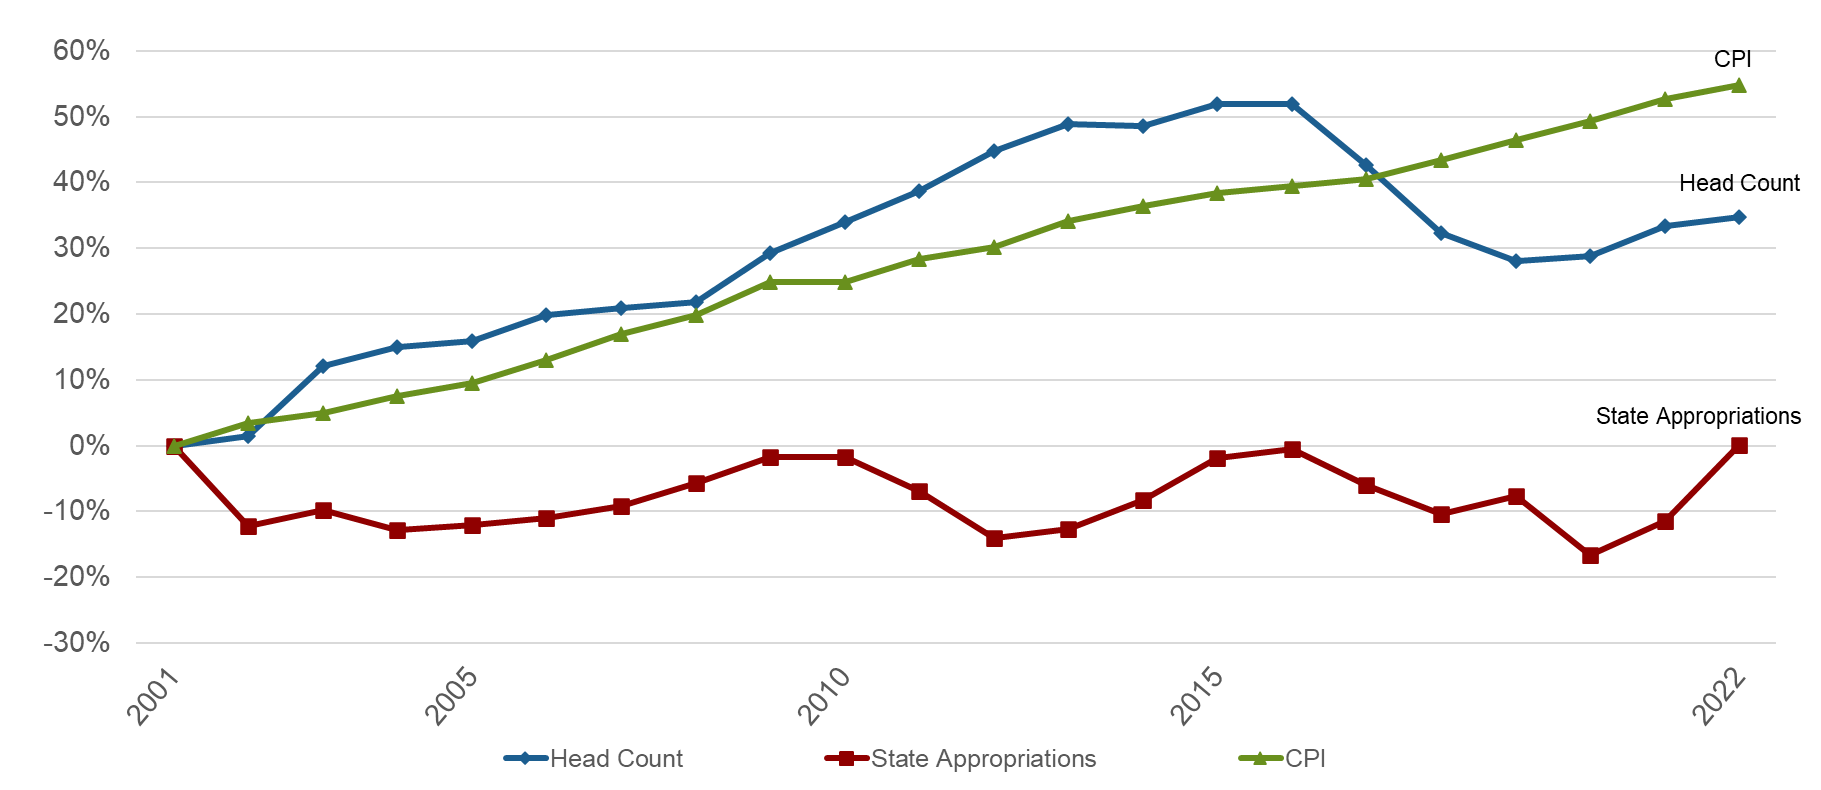 60%
CPI
50%
40%
Head Count
30%
20%
10%
State Appropriations
0%
-10%
-20%
-30%
2001
2005
2010
2015
2022
Head Count
State Appropriations
CPI